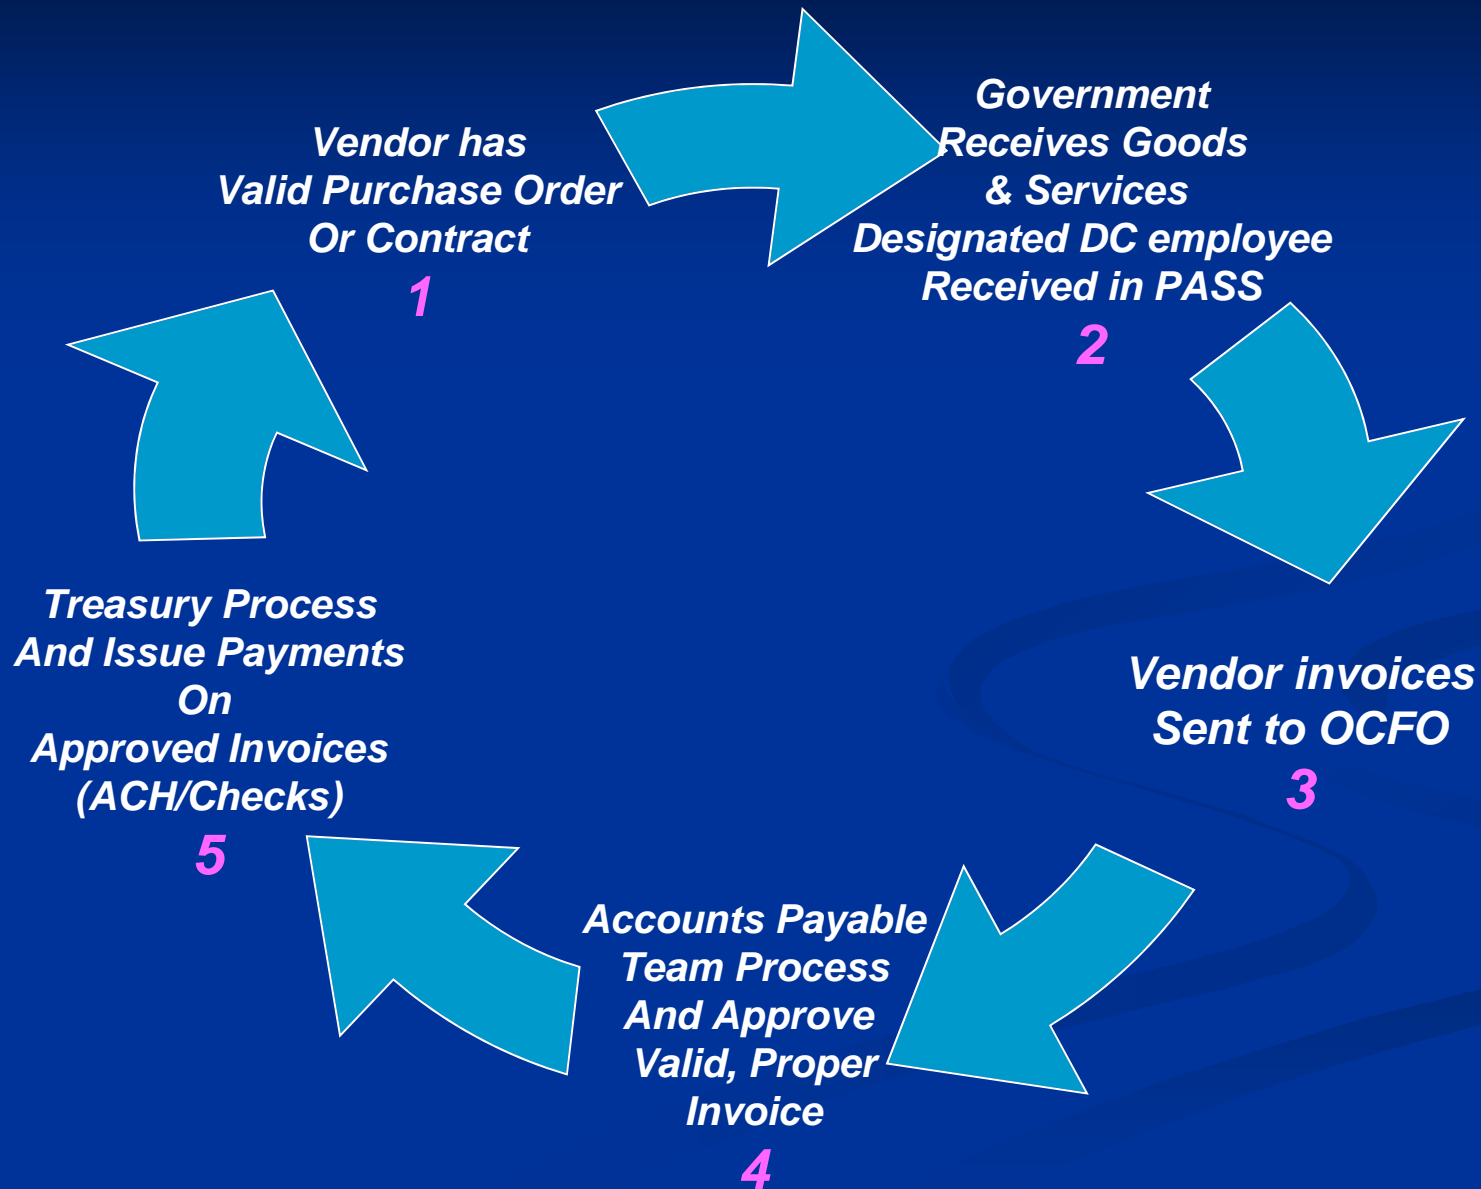 Vendor has
Valid Purchase Order
Or Contract
1
Government
Receives Goods
& Services
Designated DC employee
Received in PASS
2
Vendor invoices
Sent to OCFO
3
Accounts Payable
Team Process
And Approve
Valid, Proper
Invoice
4
Treasury Process
And Issue Payments
On
Approved Invoices
(ACH/Checks)
5